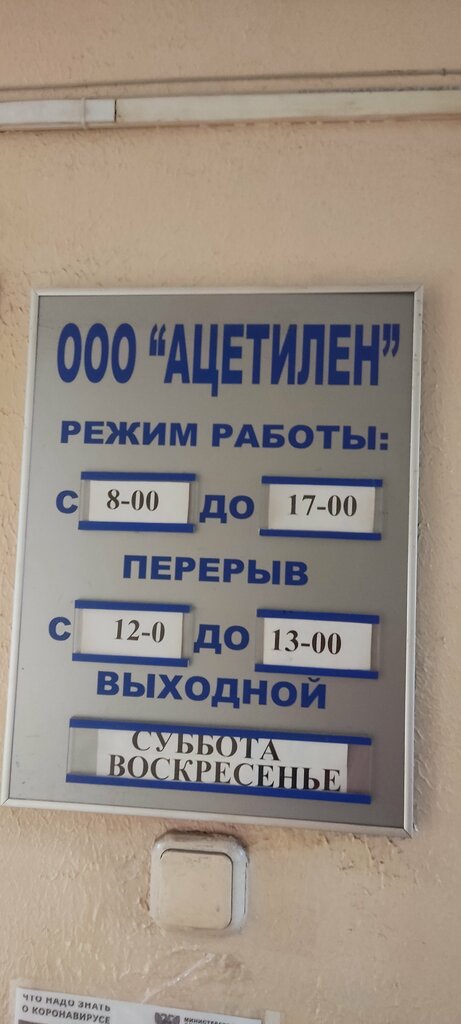 ООО “АЦЕТИЛЕН”
РЕЖИМ РАБОТЫ:
С 8-00 ДО 17-00
ПЕРЕРЫВ
С 12-0 ДО 13-00
ВЫХОДНОЙ
СУББОТА
ВОСКРЕСЕНЬЕ
ЧТО НАДО ЗНАТЬ
О КОРОНАВИРУСЕ